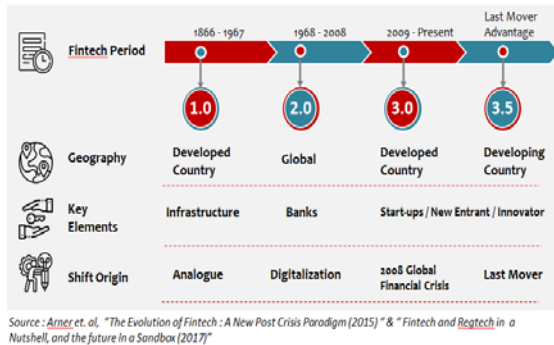 Fintech Period
1866 - 1967
1968 - 2008
2009 - Present
Last Mover
Advantage
1.0
2.0
3.0
3.5
Geography
Developed
Country
Global
Developed
Country
Developing
Country
Key
Elements
Infrastructure
Banks
Start-ups / New Entrant / Innovator
Shift Origin
Analogue
Digitalization
2008 Global
Financial Crisis
Last Mover
Source : Arner et. al, "The Evolution of Fintech : A New Post Crisis Paradigm (2015) " & " Fintech and Regtech in a
Nutshell, and the future in a Sandbox (2017)"